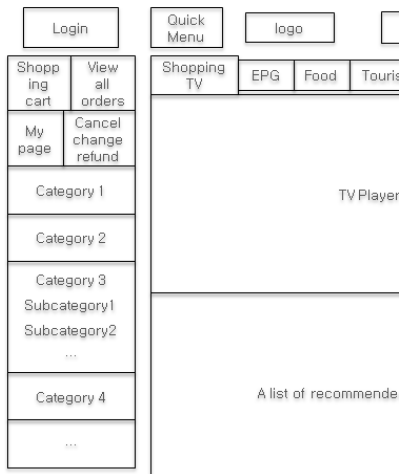 Login
Quick
Menu
logo
Shopp
ing
cart
View
all
orders
My
page
Cancel
change
refund
Category 1
Category 2
Category 3
Subcategory1
Subcategory2
...
Category 4
...
Shopping
TV
EPG
Food
Touris
TV Player
A list of recommende